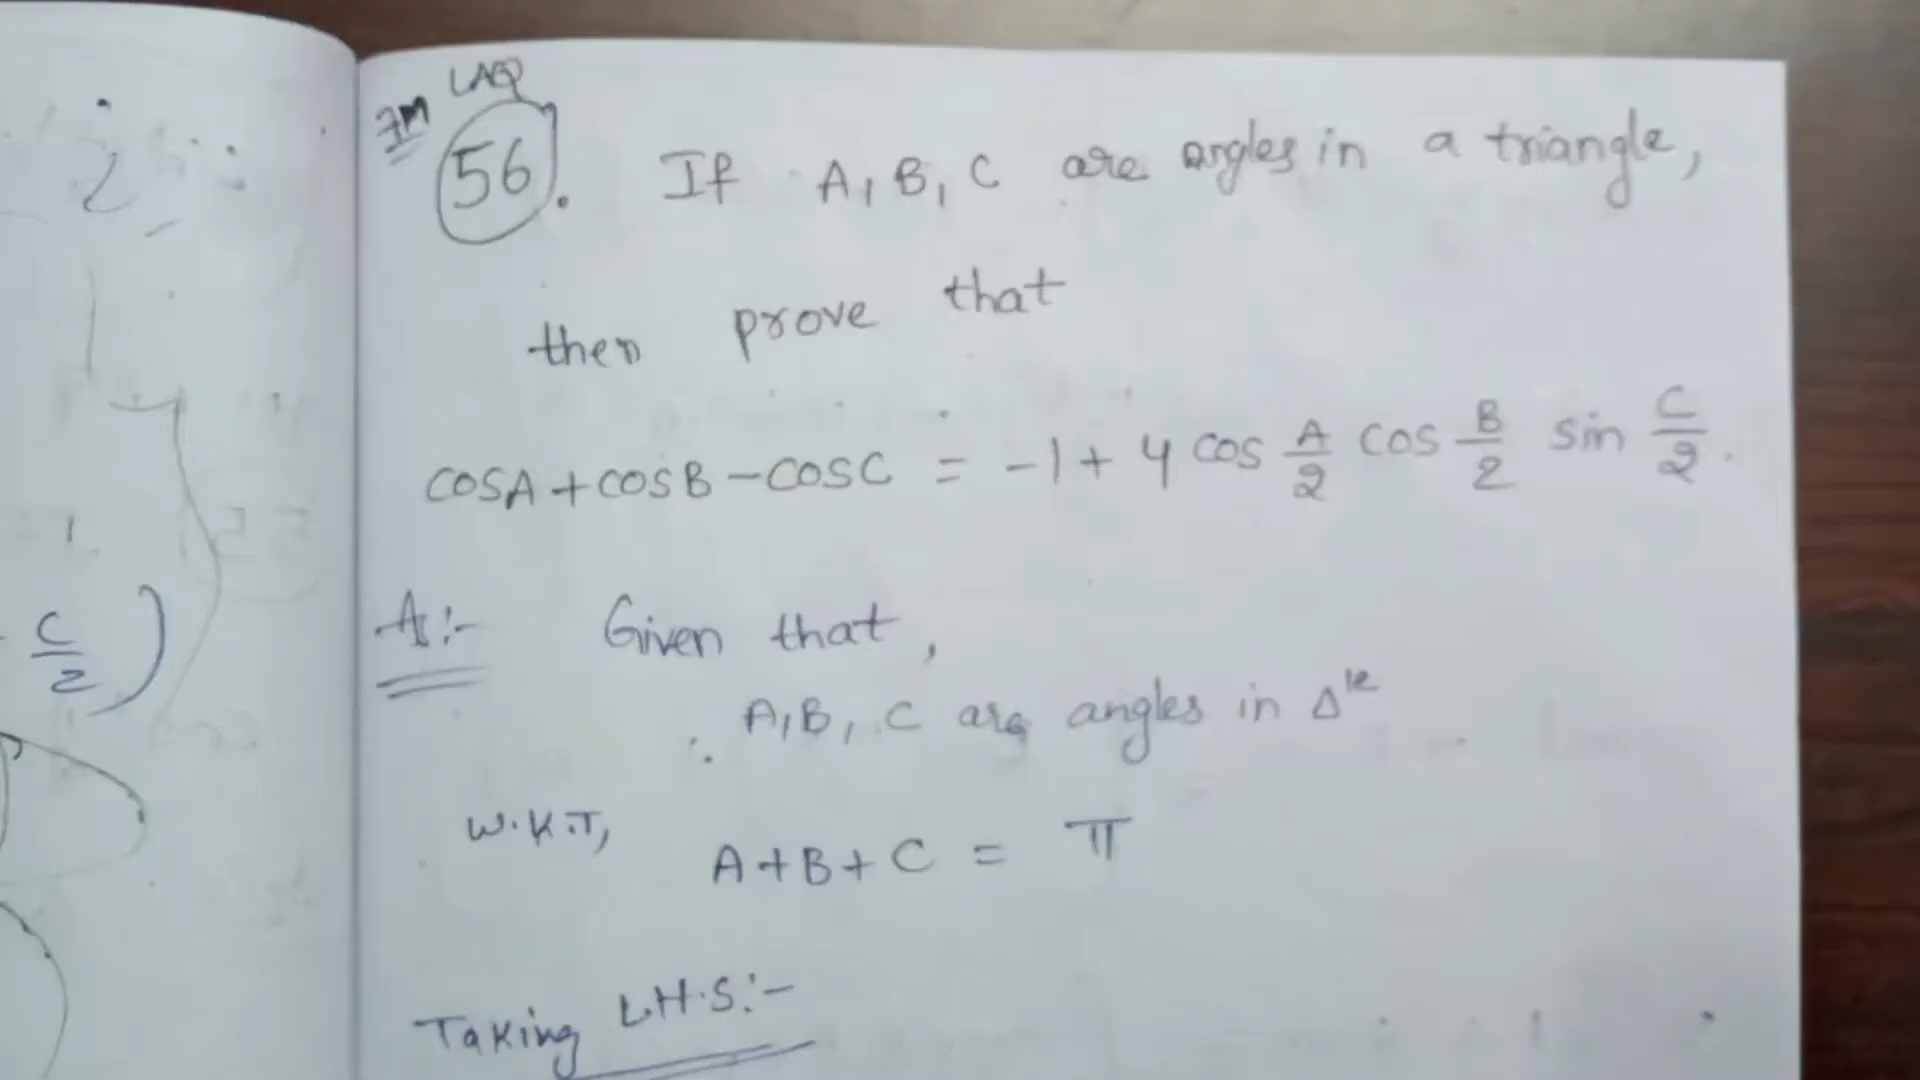 LAQ
7M
56. If A, B, C are angles in a triangle,
then prove that
cosA + cosB - cosC = -1 + 4 cos A/2 cos B/2 sin C/2.
A:- Given that,
∴ A, B, C are angles in Δle
W.K.T, A + B + C = π
Taking L.H.S:-
C/2 )